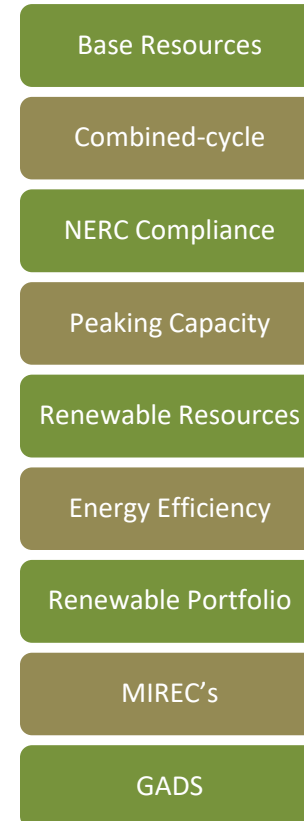 Base Resources
Combined-cycle
NERC Compliance
Peaking Capacity
Renewable Resources
Energy Efficiency
Renewable Portfolio
MIREC’s
GADS